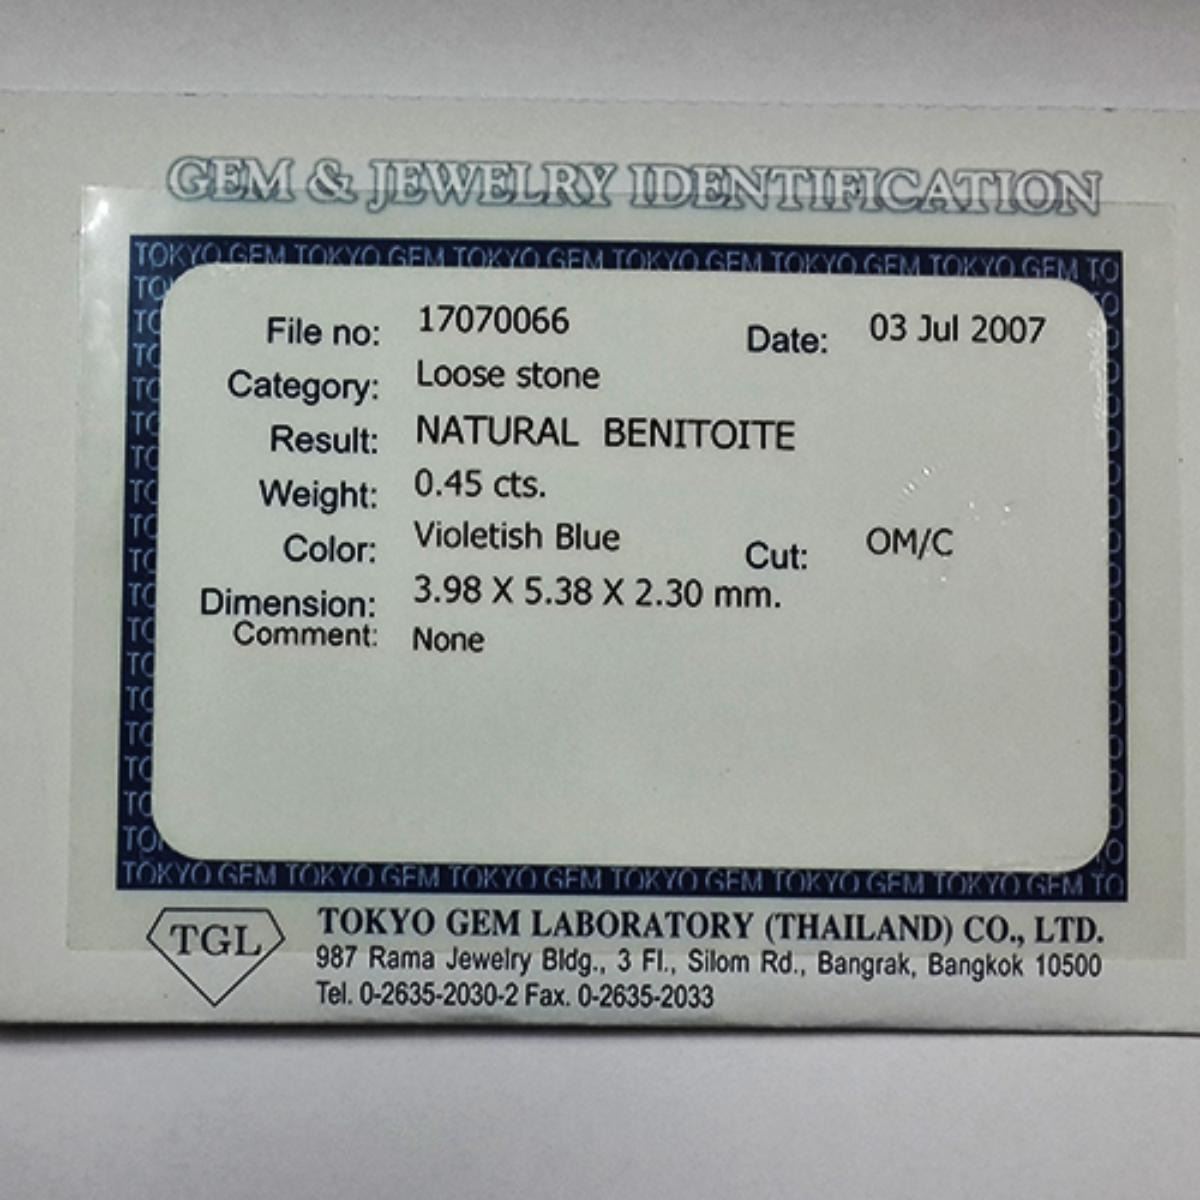 GEM & JEWELRY IDENTIFICATION
TOKYO GEM TOKYO GEM TOKYO GEM TOKYO GEM TOKYO GEM TOKYO GEM TO
File no: 17070066 Date: 03 Jul 2007
Category: Loose stone
Result: NATURAL BENITOITE
Weight: 0.45 cts.
Color: Violetish Blue Cut: OM/C
Dimension: 3.98 X 5.38 X 2.30 mm.
Comment: None
TOKYO GEM TOKYO GEM TOKYO GEM TOKYO GEM TOKYO GEM TOKYO GEM TO
TGL TOKYO GEM LABORATORY (THAILAND) CO., LTD.
987 Rama Jewelry Bldg., 3 Fl., Silom Rd., Bangrak, Bangkok 10500
Tel. 0-2635-2030-2 Fax. 0-2635-2033